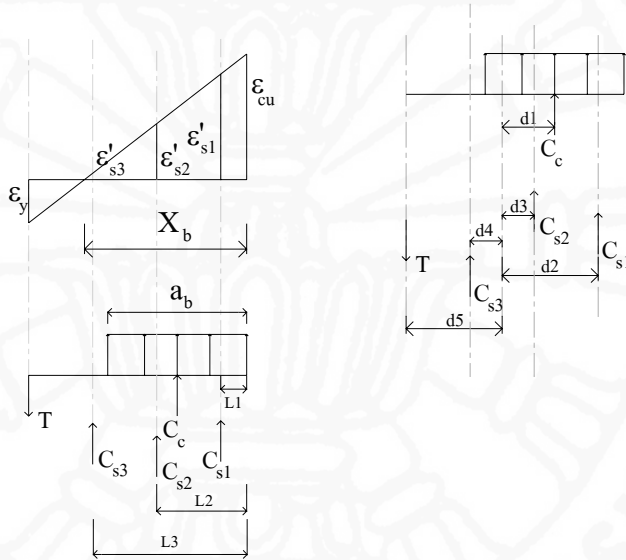 ε_cu
ε'_s1
ε'_s2
ε'_s3
ε_y
X_b
a_b
L1
T
C_c
C_s3
C_s2
C_s1
L2
L3
d1
C_c
d3
d4
C_s2
C_s1
T
d2
C_s3
d5